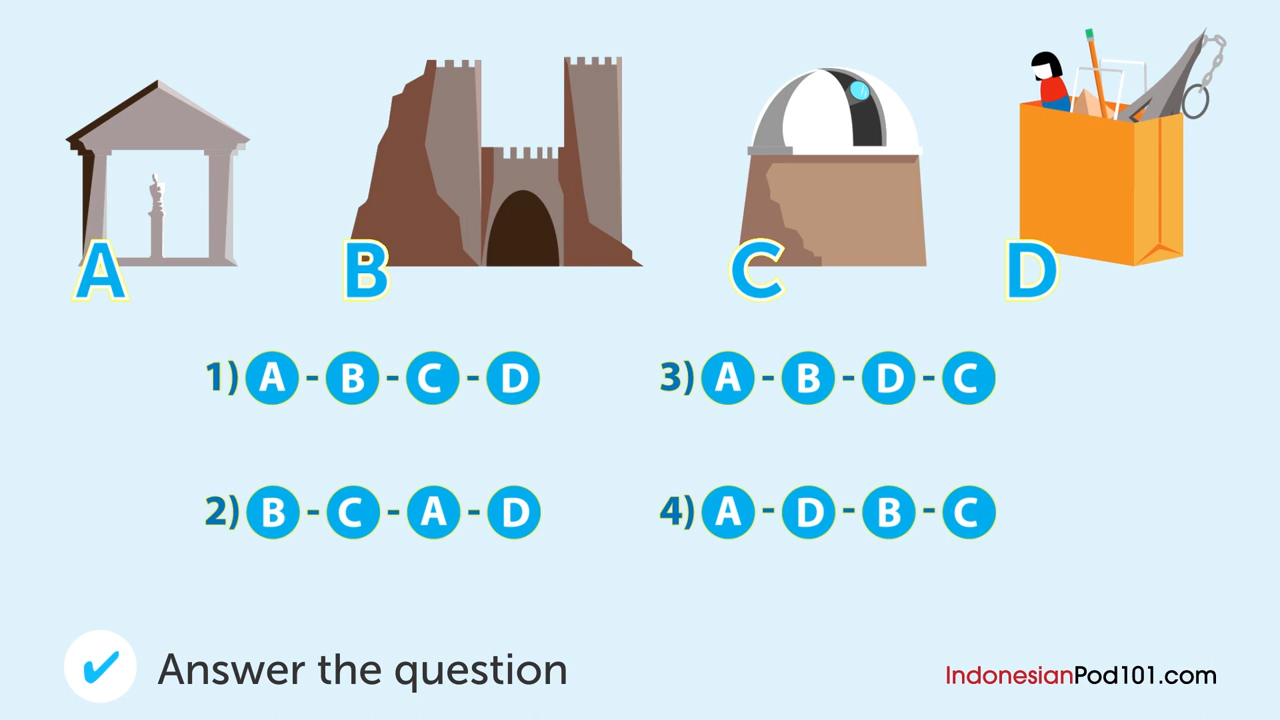 A B C D
1) A - B - C - D
3) A - B - D - C
2) B - C - A - D
4) A - D - B - C
✔ Answer the question
IndonesianPod101.com